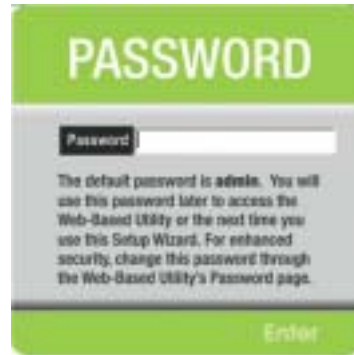 PASSWORD
Password
The default password is admin. You will
use this password later to access the
Web-Based Utility or the next time you
use this Setup Wizard. For enhanced
security, change this password through
the Web-Based Utility's Password page.
Enter